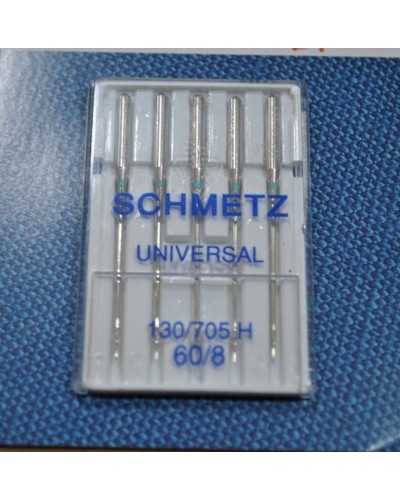 SCHMETZ
UNIVERSAL
130/705 H
60/8